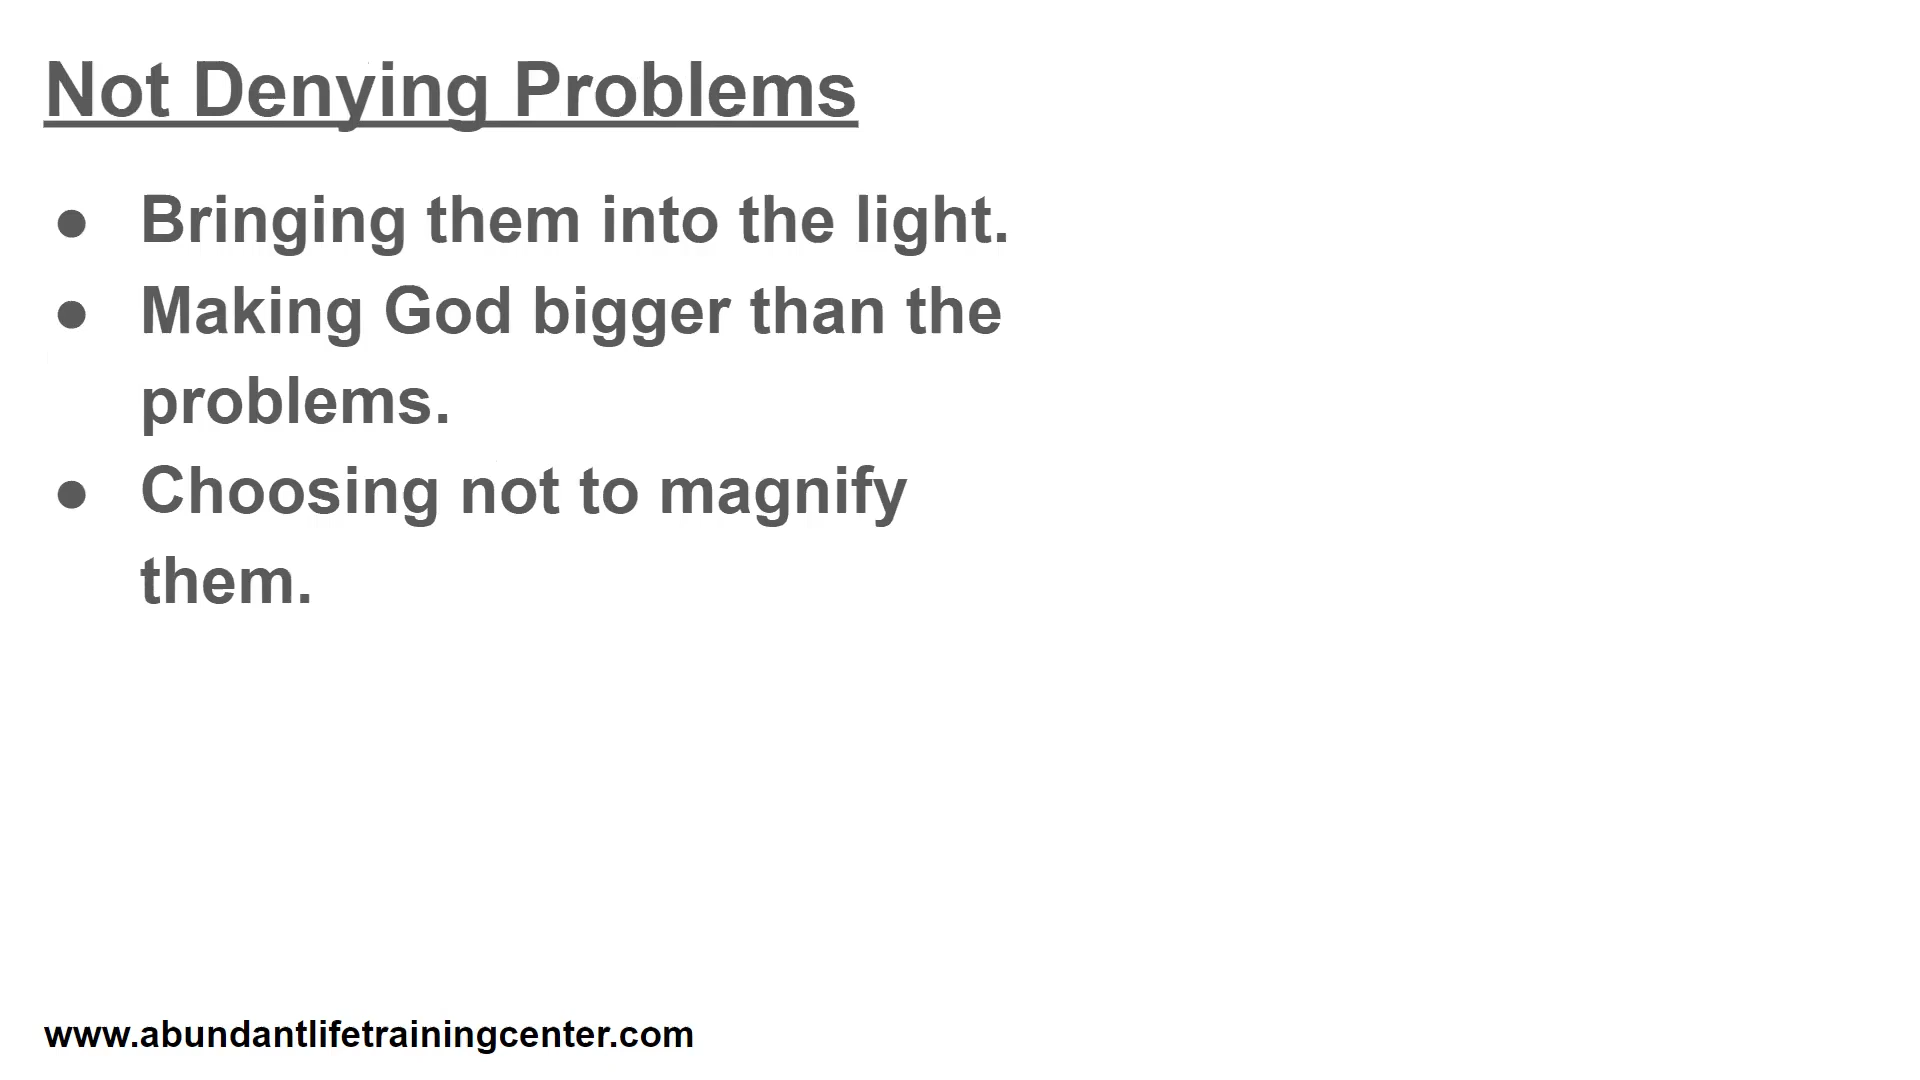 Not Denying Problems
● Bringing them into the light.
● Making God bigger than the
problems.
● Choosing not to magnify
them.
www.abundantlifetrainingcenter.com